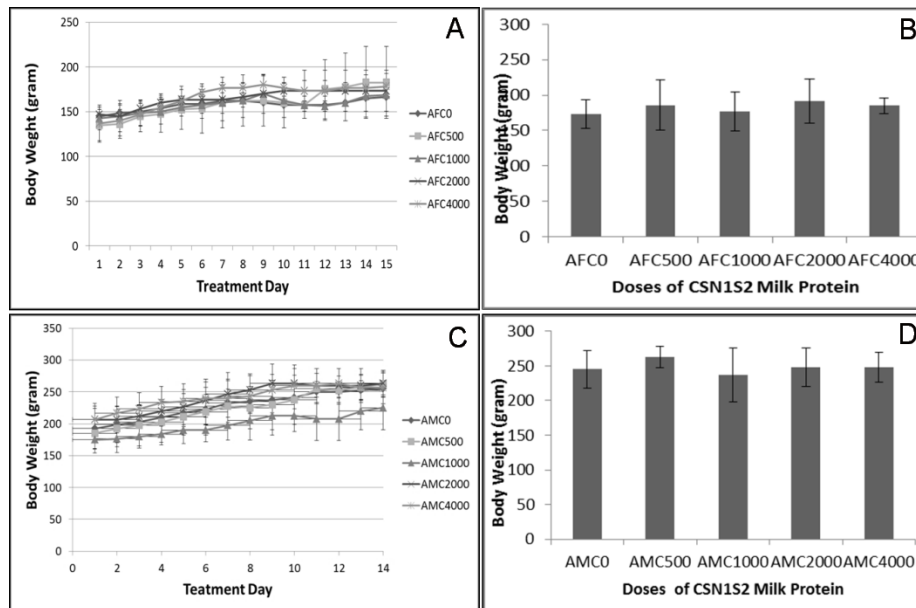 A
250
200
150
100
50
0
Body Weght (gram)
1 2 3 4 5 6 7 8 9 10 11 12 13 14 15
Treatment Day
AFC0
AFC500
AFC1000
AFC2000
AFC4000
B
300
250
200
150
100
50
0
Body Weight (gram)
AFC0 AFC500 AFC1000 AFC2000 AFC4000
Doses of CSN1S2 Milk Protein
C
350
300
250
200
150
100
50
0
Body Weight (gram)
0 2 4 6 8 10 12 14
Teatment Day
AMC0
AMC500
AMC1000
AMC2000
AMC4000
D
300
250
200
150
100
50
0
Body Weight (gram)
AMC0 AMC500 AMC1000 AMC2000 AMC4000
Doses of CSN1S2 Milk Protein